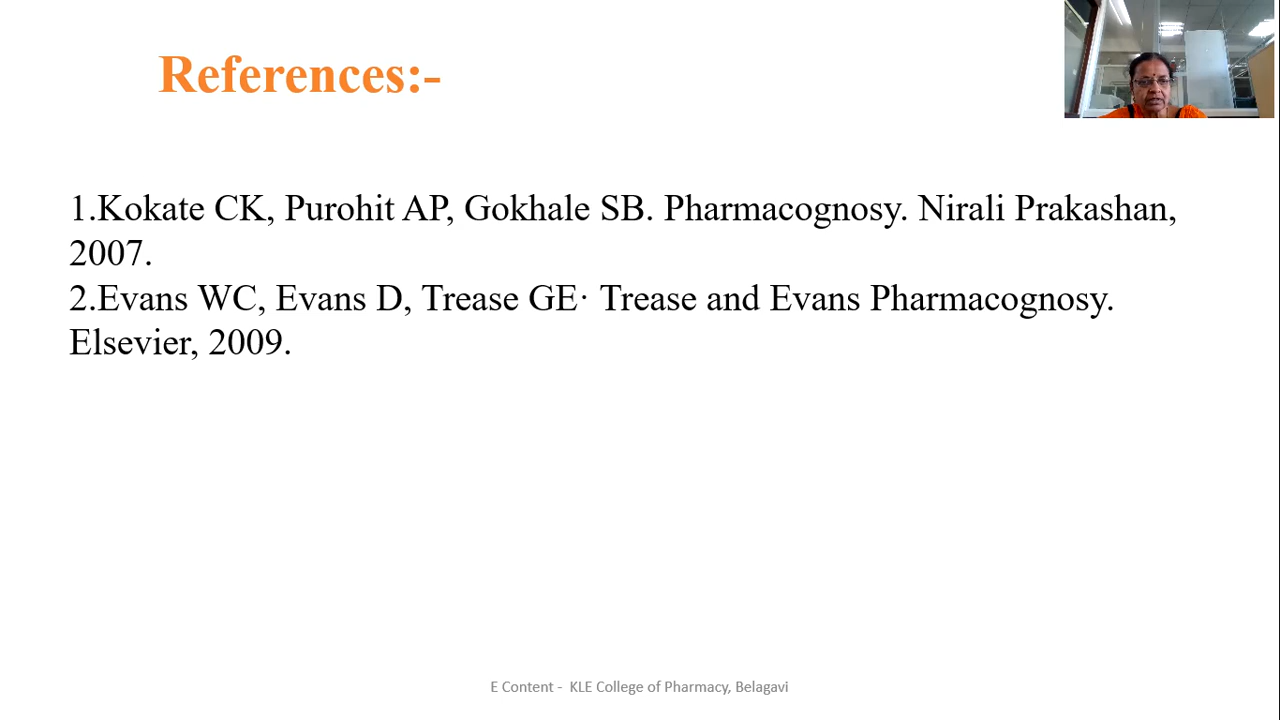 References:-
1.Kokate CK, Purohit AP, Gokhale SB. Pharmacognosy. Nirali Prakashan,
2007.
2.Evans WC, Evans D, Trease GE· Trease and Evans Pharmacognosy.
Elsevier, 2009.
E Content -  KLE College of Pharmacy, Belagavi